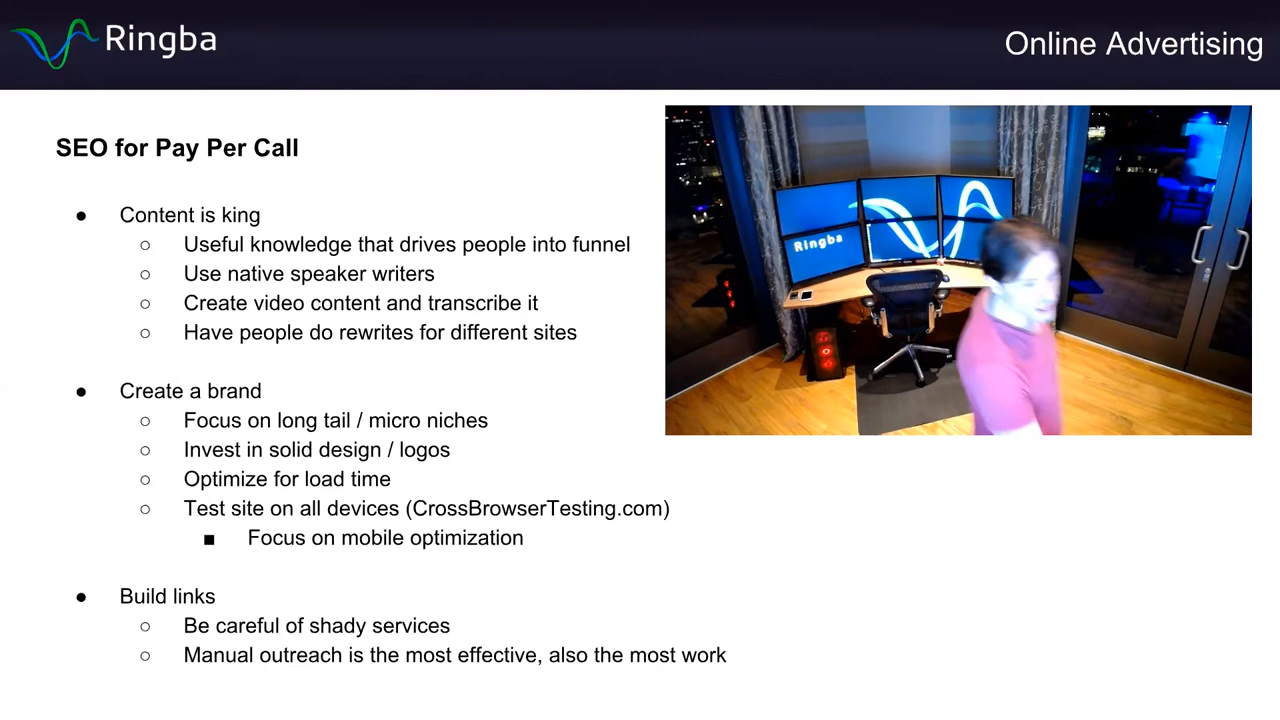 Ringba
Online Advertising
SEO for Pay Per Call
● Content is king
○ Useful knowledge that drives people into funnel
○ Use native speaker writers
○ Create video content and transcribe it
○ Have people do rewrites for different sites
● Create a brand
○ Focus on long tail / micro niches
○ Invest in solid design / logos
○ Optimize for load time
○ Test site on all devices (CrossBrowserTesting.com)
■ Focus on mobile optimization
● Build links
○ Be careful of shady services
○ Manual outreach is the most effective, also the most work
Ringba